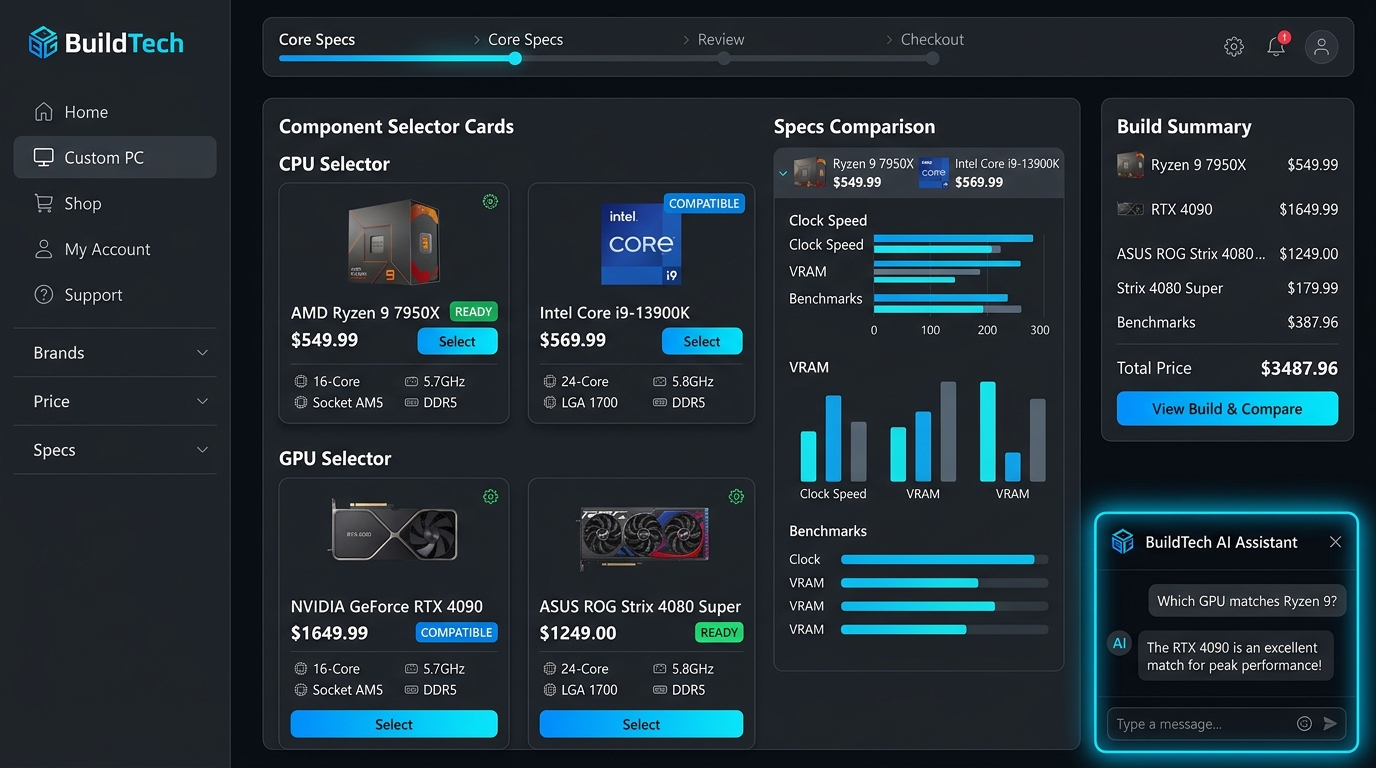 BuildTech
Home
Custom PC
Shop
My Account
Support
Brands
Price
Specs
Core Specs
Core Specs
Review
Checkout
Component Selector Cards
CPU Selector
AMD Ryzen 9 7950X READY
$549.99 Select
16-Core 5.7GHz
Socket AM5 DDR5
COMPATIBLE
intel.
CORE
i9
Intel Core i9-13900K
$569.99 Select
24-Core 5.8GHz
LGA 1700 DDR5
GPU Selector
NVIDIA GeForce RTX 4090
$1649.99 COMPATIBLE
16-Core 5.7GHz
Socket AM5 DDR5
Select
ASUS ROG Strix 4080 Super
$1249.00 READY
24-Core 5.8GHz
LGA 1700 DDR5
Select
Specs Comparison
Ryzen 9 7950X
$549.99
Intel Core i9-13900K
$569.99
Clock Speed
Clock Speed
VRAM
Benchmarks
0 100 200 300
VRAM
Clock Speed VRAM VRAM
Benchmarks
Clock
VRAM
VRAM
VRAM
Build Summary
Ryzen 9 7950X $549.99
RTX 4090 $1649.99
ASUS ROG Strix 4080... $1249.00
Strix 4080 Super $179.99
Benchmarks $387.96
Total Price $3487.96
View Build & Compare
BuildTech AI Assistant
Which GPU matches Ryzen 9?
AI
The RTX 4090 is an excellent
match for peak performance!
Type a message...